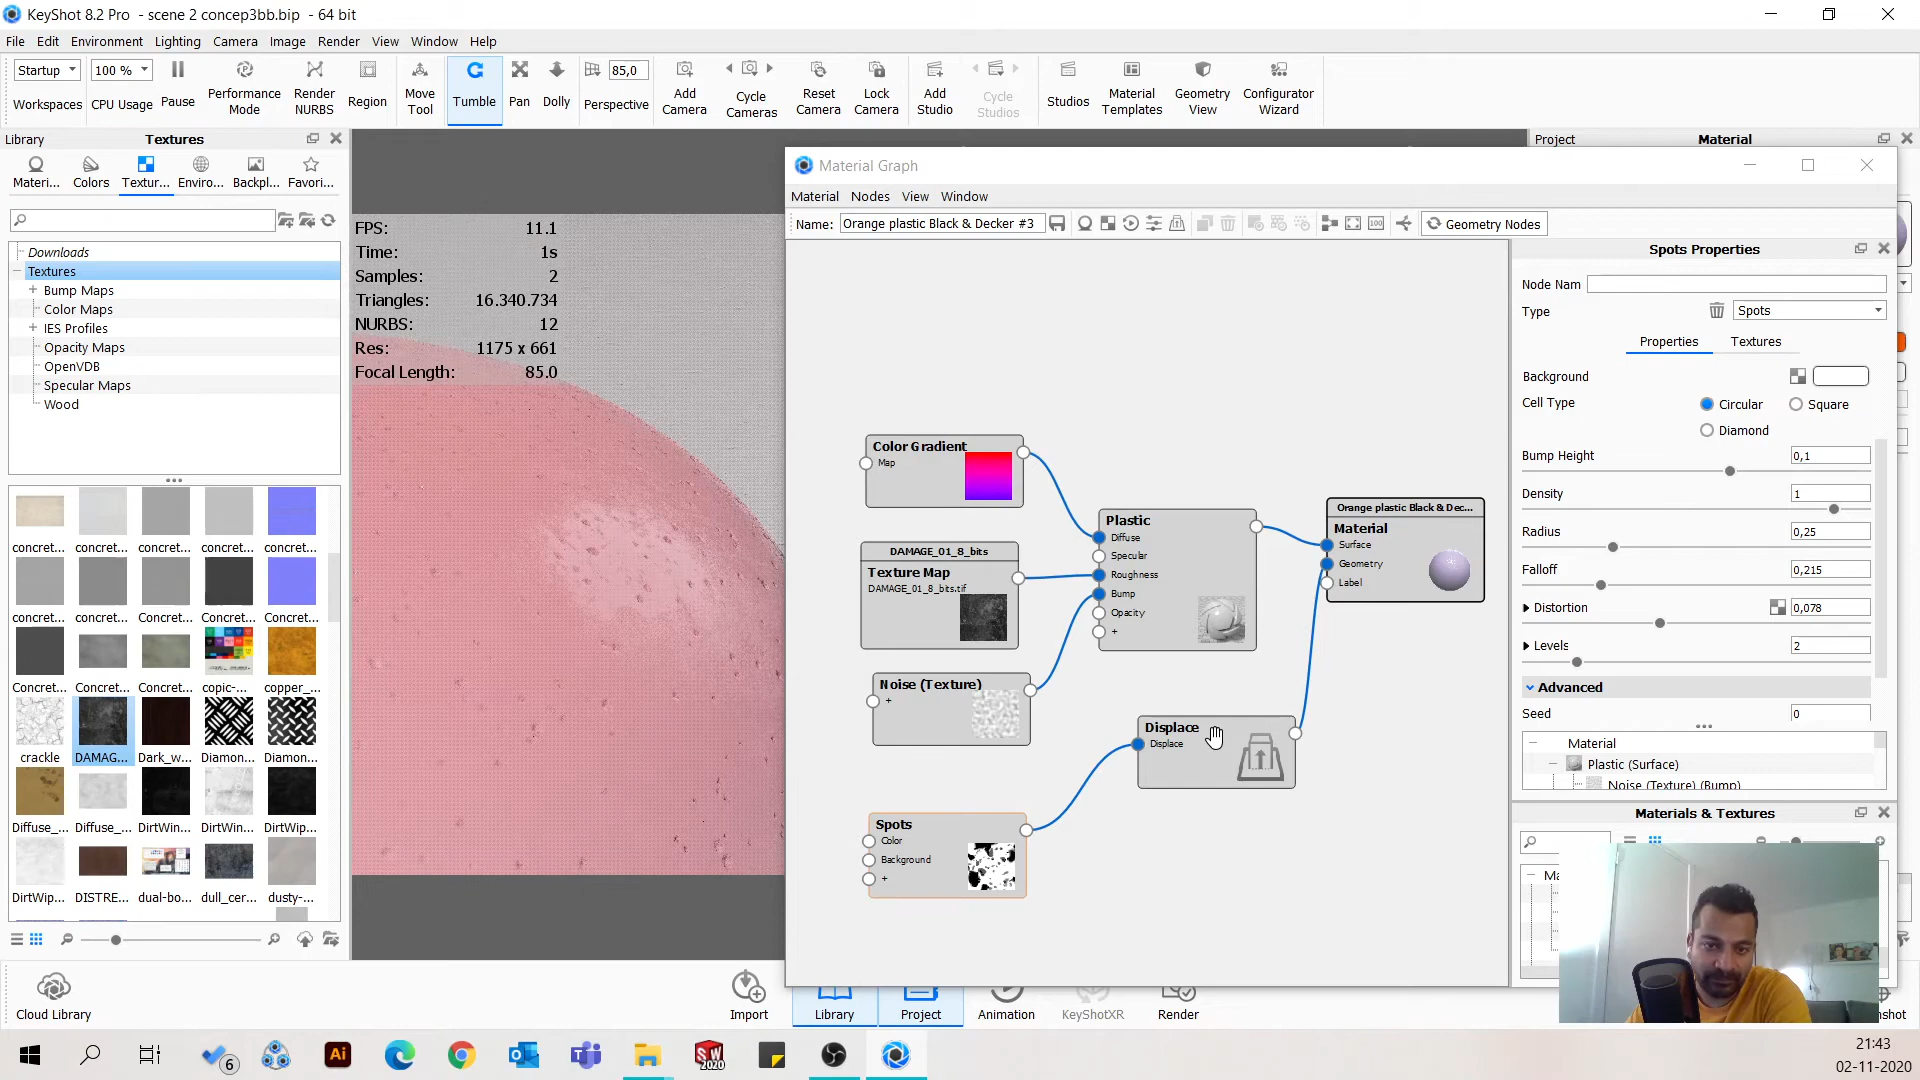 KeyShot 8.2 Pro - scene 2 concep3bb.bip - 64 bit
File Edit Environment Lighting Camera Image Render View Window Help
Startup 100 % 85,0
Workspaces CPU Usage Pause Performance Mode Render NURBS Region Move Tool Tumble Pan Dolly Perspective Add Camera Cycle Cameras Reset Camera Lock Camera Add Studio Cycle Studios Studios Material Templates Geometry View Configurator Wizard
Library Textures
Materi... Colors Textur... Enviro... Backpl... Favori...
Downloads
Textures
Bump Maps
Color Maps
IES Profiles
Opacity Maps
OpenVDB
Specular Maps
Wood
concret... concret... concret... concret... concret...
concret... concret... concret... Concret... Concret...
Concret... Concret... Concret... copic-... copper_...
crackle DAMAG... Dark_w... Diamon... Diamon...
Diffuse_... Diffuse_... DirtWin... DirtWin... DirtWip...
DirtWip... DISTRE... dual-bo... dull_cer... dusty-...
FPS: 11.1
Time: 1s
Samples: 2
Triangles: 16.340.734
NURBS: 12
Res: 1175 x 661
Focal Length: 85.0
Project Material
Material Graph
Material Nodes View Window
Name: Orange plastic Black & Decker #3
100
Geometry Nodes
Color Gradient
Map
DAMAGE_01_8_bits
Texture Map
DAMAGE_01_8_bits.tif
Noise (Texture)
+
Spots
Color
Background
+
Plastic
Diffuse
Specular
Roughness
Bump
Opacity
+
Displace
Displace
Orange plastic Black & Dec...
Material
Surface
Geometry
Label
Spots Properties
Node Nam
Type Spots
Properties Textures
Background
Cell Type Circular Square
Diamond
Bump Height 0,1
Density 1
Radius 0,25
Falloff 0,215
Distortion 0,078
Levels 2
Advanced
Seed 0
Material
Plastic (Surface)
Noise (Texture) (Bump)
Materials & Textures
Cloud Library Import Library Project Animation KeyShotXR Render
6
Ai
SW
2020
21:43
02-11-2020